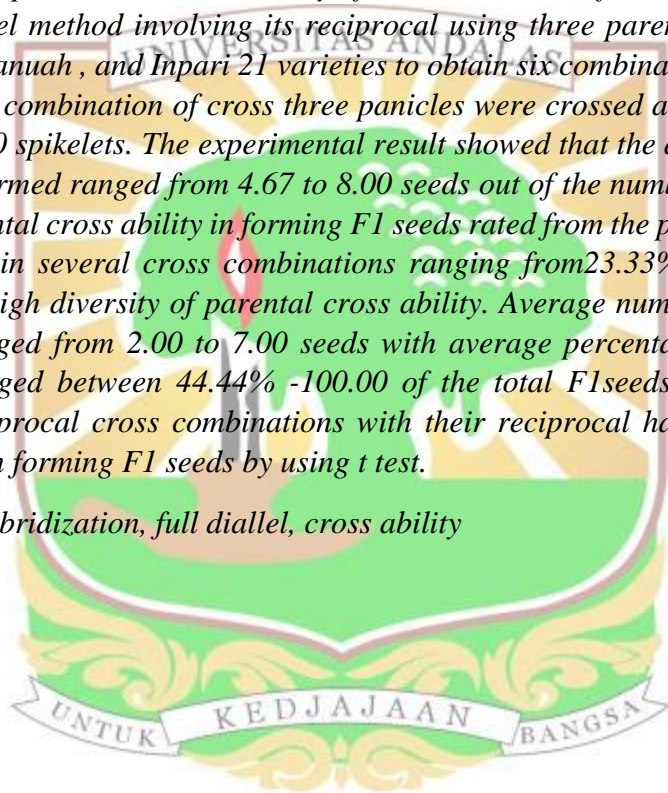 el method involving its reciprocal using three paren
UNIVERSITAS ANDALAS
anuah , and Inpari 21 varieties to obtain six combina
combination of cross three panicles were crossed a
0 spikelets. The experimental result showed that the
rmed ranged from 4.67 to 8.00 seeds out of the numb
ntal cross ability in forming F1 seeds rated from the p
in several cross combinations ranging from23.33%
igh diversity of parental cross ability. Average num
ged from 2.00 to 7.00 seeds with average percenta
ged between 44.44% -100.00 of the total F1seeds
procal cross combinations with their reciprocal ha
n forming F1 seeds by using t test.
bridization, full diallel, cross ability
UNTUK KEDJAJAAN BANGSA